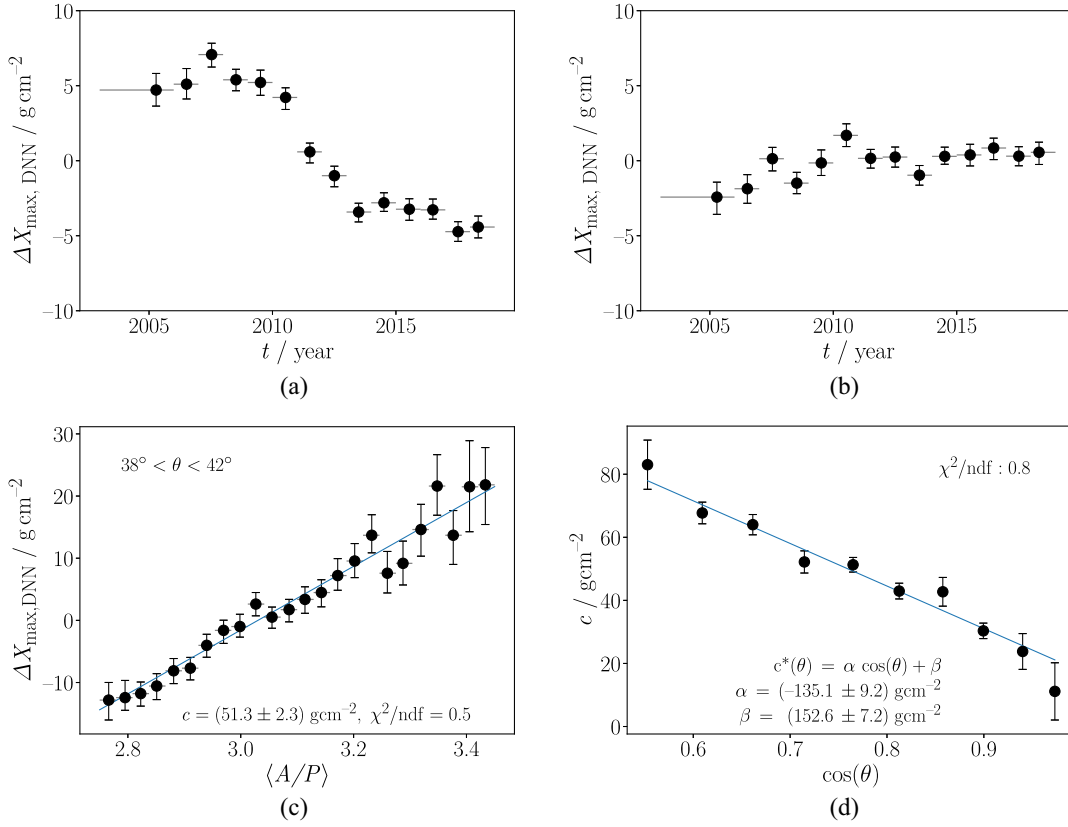 10
5
0
−5
−10
ΔX_max, DNN / g cm⁻²
2005 2010 2015
t / year
(a)
10
5
0
−5
−10
ΔX_max, DNN / g cm⁻²
2005 2010 2015
t / year
(b)
30
20
10
0
−10
ΔX_max,DNN / g cm⁻²
38° < θ < 42°
c = (51.3 ± 2.3) gcm⁻², χ²/ndf = 0.5
2.8 3.0 3.2 3.4
⟨A/P⟩
(c)
80
60
40
20
0
c / gcm⁻²
χ²/ndf : 0.8
c*(θ) = α cos(θ) + β
α = (−135.1 ± 9.2) gcm⁻²
β = (152.6 ± 7.2) gcm⁻²
0.6 0.7 0.8 0.9
cos(θ)
(d)